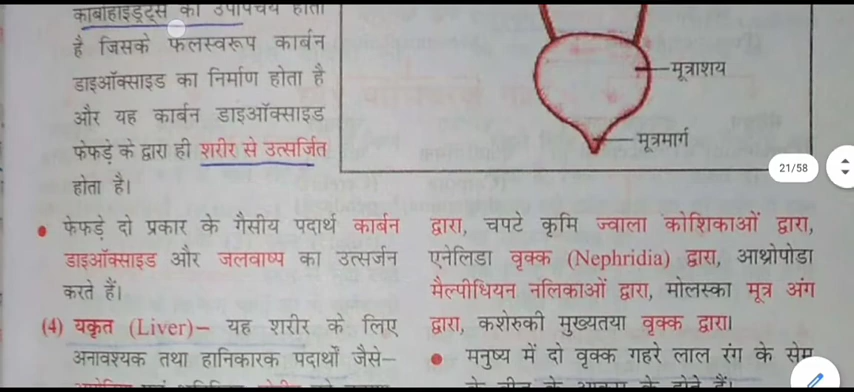 कार्बोहाइड्रेट्स का उपापचय होता
है जिसके फलस्वरूप कार्बन
डाइऑक्साइड का निर्माण होता है
और यह कार्बन डाइऑक्साइड
फेफड़े के द्वारा ही शरीर से उत्सर्जित
होता है।
• फेफड़े दो प्रकार के गैसीय पदार्थ कार्बन
डाइऑक्साइड और जलवाष्प का उत्सर्जन
करते हैं।
(4) यकृत (Liver)– यह शरीर के लिए
अनावश्यक तथा हानिकारक पदार्थों जैसे–
मूत्राशय
मूत्रमार्ग
21/58
द्वारा, चपटे कृमि ज्वाला कोशिकाओं द्वारा,
एनेलिडा वृक्क (Nephridia) द्वारा, आथ्रोपोडा
मैल्पीधियन नलिकाओं द्वारा, मोलस्का मूत्र अंग
द्वारा, कशेरुकी मुख्यतया वृक्क द्वारा।
• मनुष्य में दो वृक्क गहरे लाल रंग के सेम
के बीज के आकार के होते हैं।